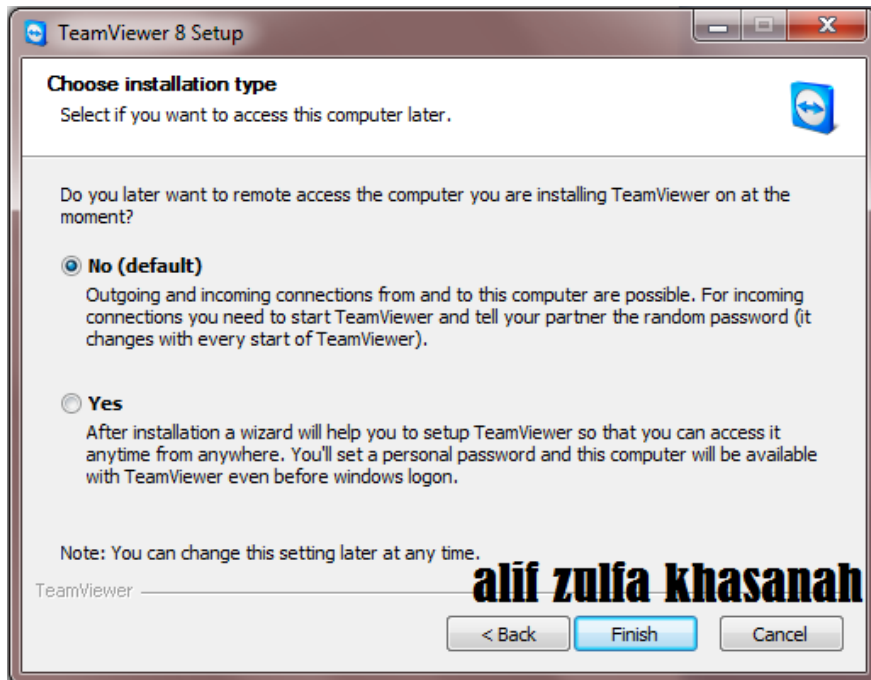 TeamViewer 8 Setup
Choose installation type
Select if you want to access this computer later.
Do you later want to remote access the computer you are installing TeamViewer on at the
moment?
No (default)
Outgoing and incoming connections from and to this computer are possible. For incoming
connections you need to start TeamViewer and tell your partner the random password (it
changes with every start of TeamViewer).
Yes
After installation a wizard will help you to setup TeamViewer so that you can access it
anytime from anywhere. You'll set a personal password and this computer will be available
with TeamViewer even before windows logon.
Note: You can change this setting later at any time.
alif zulfa khasanah
TeamViewer
< Back Finish Cancel